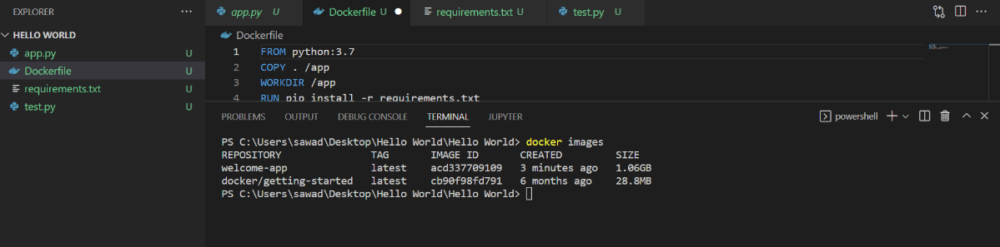 EXPLORER ···
HELLO WORLD
app.py U
Dockerfile U
requirements.txt U
test.py U
app.py U Dockerfile U requirements.txt U test.py U ···
Dockerfile
1 FROM python:3.7
2 COPY . /app
3 WORKDIR /app
4 RUN pip install -r requirements.txt
PROBLEMS OUTPUT DEBUG CONSOLE TERMINAL JUPYTER powershell
PS C:\Users\sawad\Desktop\Hello World\Hello World> docker images
REPOSITORY TAG IMAGE ID CREATED SIZE
welcome-app latest acd337709109 3 minutes ago 1.06GB
docker/getting-started latest cb90f98fd791 6 months ago 28.8MB
PS C:\Users\sawad\Desktop\Hello World\Hello World>